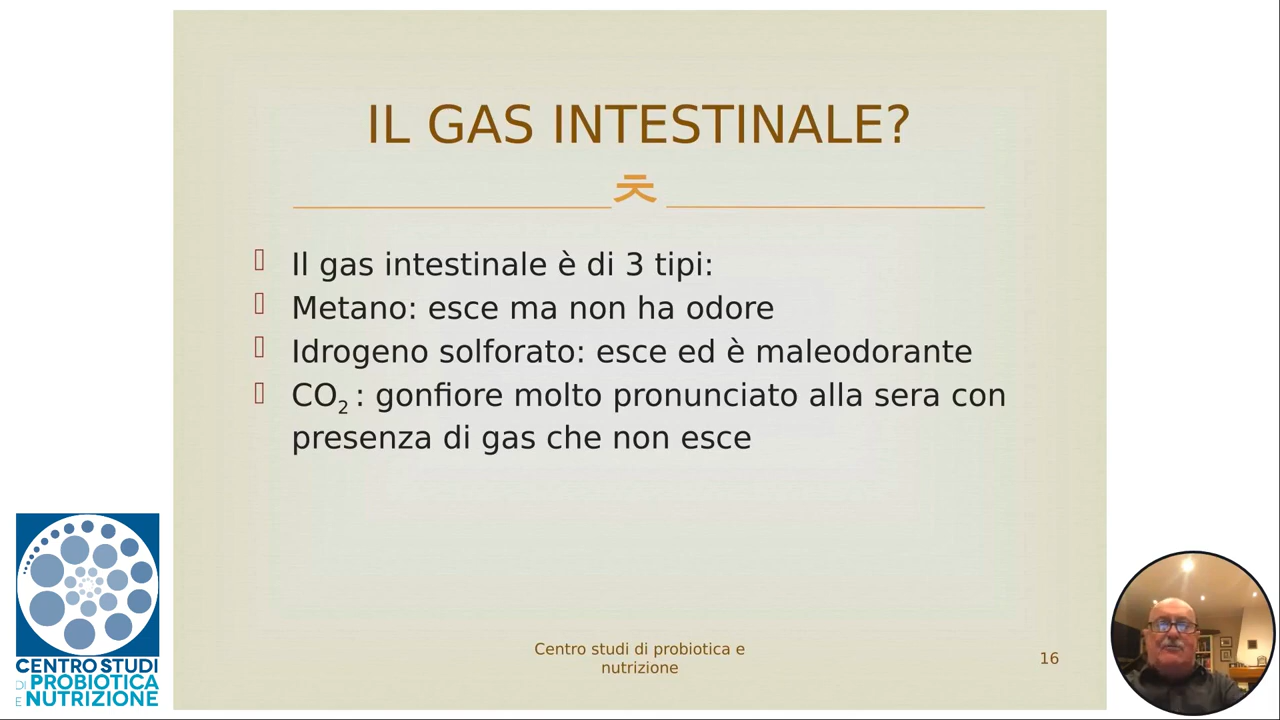 IL GAS INTESTINALE?
Il gas intestinale è di 3 tipi:
Metano: esce ma non ha odore
Idrogeno solforato: esce ed è maleodorante
CO₂ : gonfiore molto pronunciato alla sera con
presenza di gas che non esce
Centro studi di probiotica e
nutrizione
16
CENTRO STUDI
DI PROBIOTICA
E NUTRIZIONE